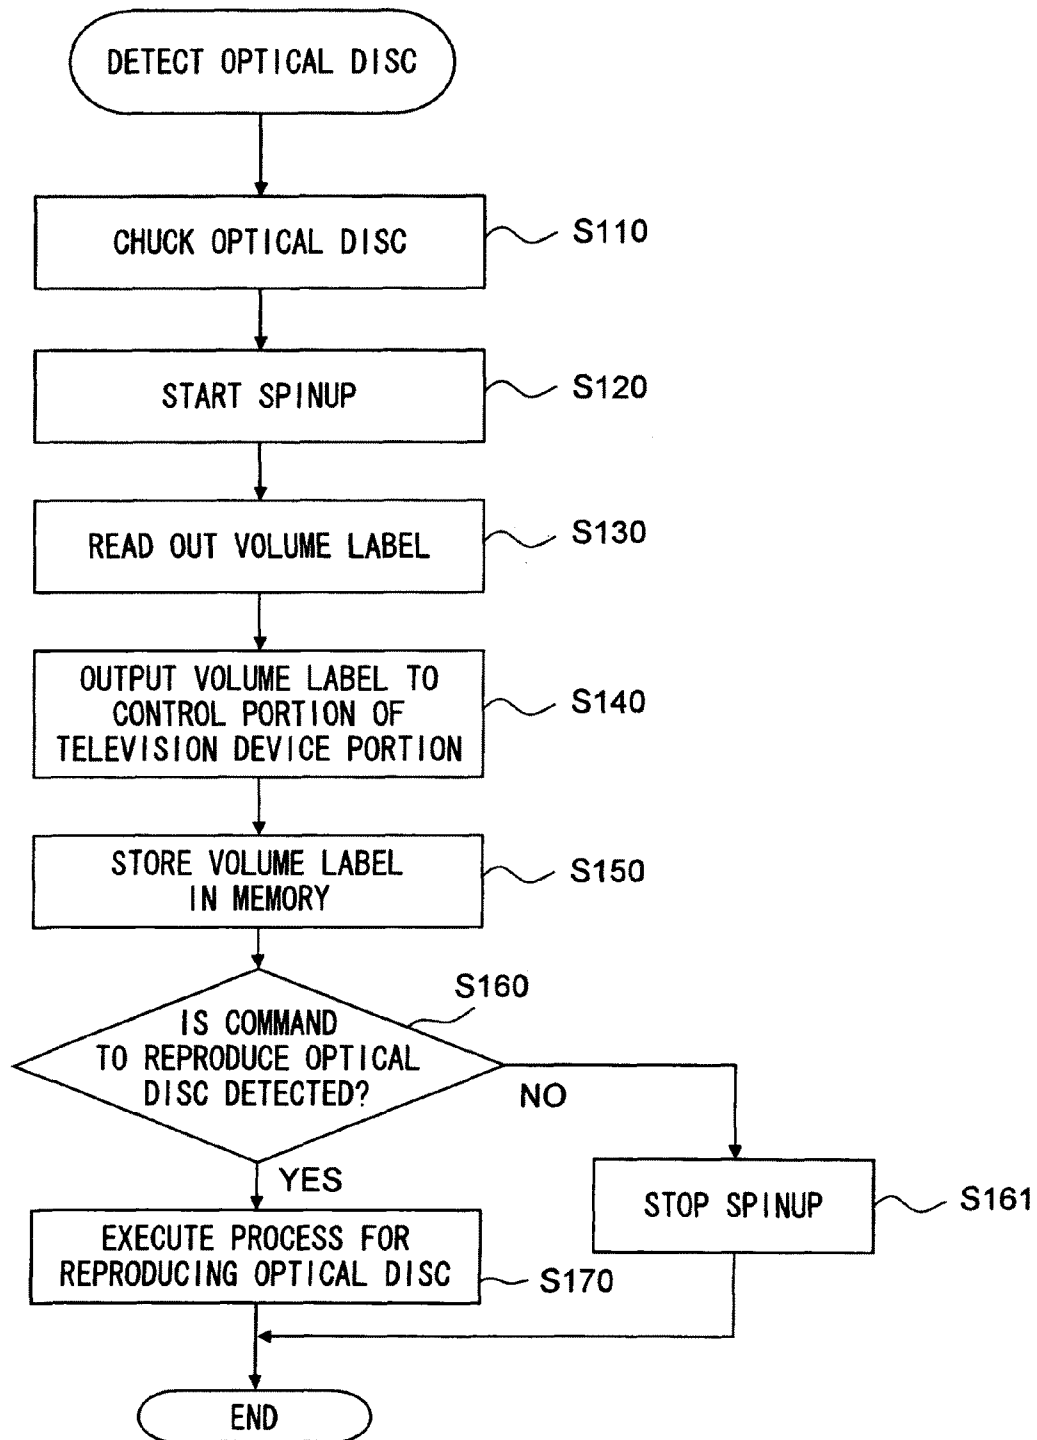 DETECT OPTICAL DISC
CHUCK OPTICAL DISC
S110
START SPINUP
S120
READ OUT VOLUME LABEL
S130
OUTPUT VOLUME LABEL TO
CONTROL PORTION OF
TELEVISION DEVICE PORTION
S140
STORE VOLUME LABEL
IN MEMORY
S150
S160
IS COMMAND
TO REPRODUCE OPTICAL
DISC DETECTED?
NO
YES
STOP SPINUP
S161
EXECUTE PROCESS FOR
REPRODUCING OPTICAL DISC
S170
END